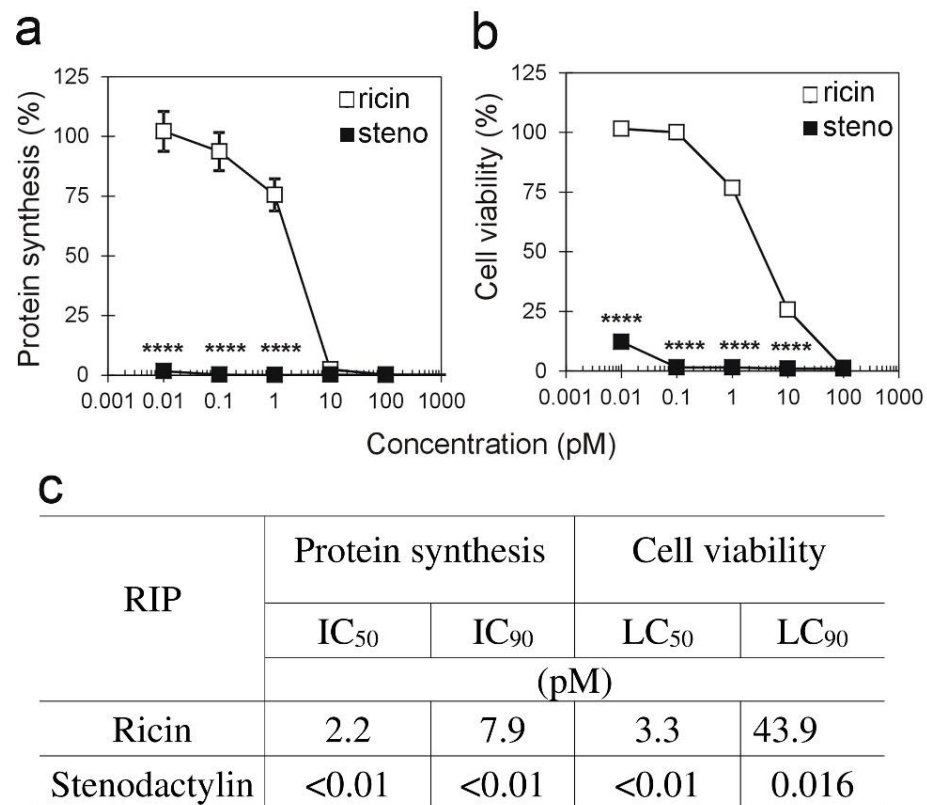 a
125
100
75
50
25
0
Protein synthesis (%)
ricin
steno
**** **** ****
0.001 0.01 0.1 1 10 100 1000
b
125
100
75
50
25
0
Cell viability (%)
ricin
steno
****
**** **** ****
0.001 0.01 0.1 1 10 100 1000
Concentration (pM)
c
RIP
Protein synthesis Cell viability
IC50 IC90 LC50 LC90
(pM)
Ricin 2.2 7.9 3.3 43.9
Stenodactylin <0.01 <0.01 <0.01 0.016